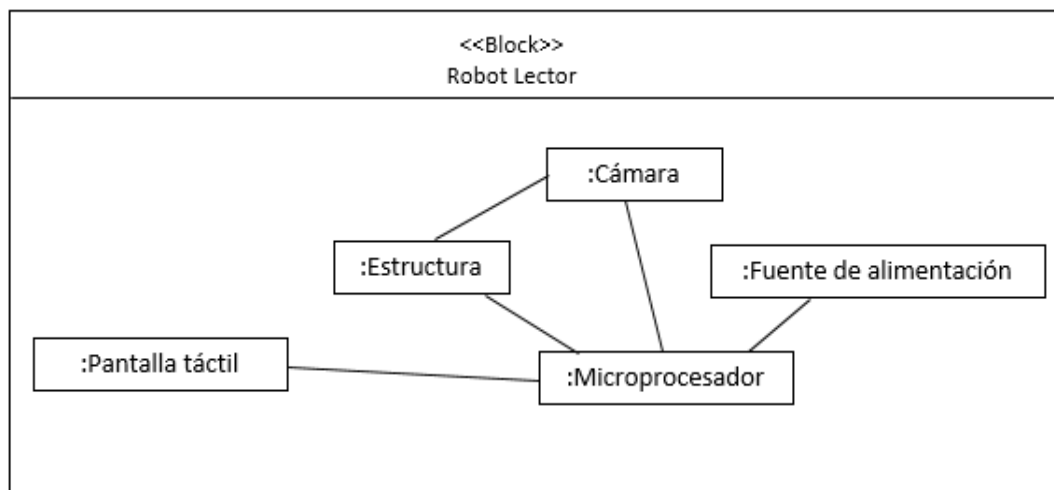 <<Block>>
Robot Lector
:Cámara
:Estructura
:Fuente de alimentación
:Pantalla táctil
:Microprocesador